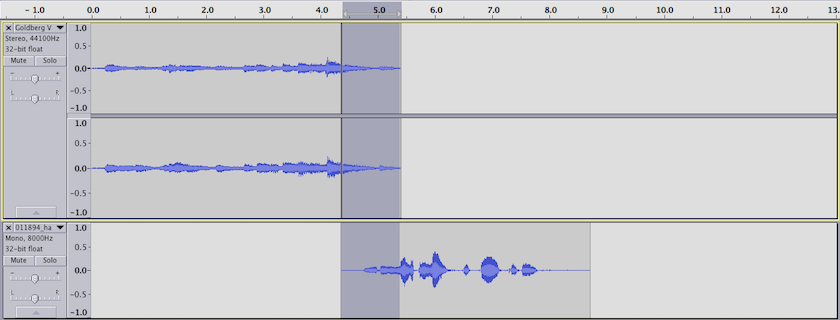 - 1.0 0.0 1.0 2.0 3.0 4.0 5.0 6.0 7.0 8.0 9.0 10.0 11.0 12.0 13.
× Goldberg V ▼
Stereo, 44100Hz
32-bit float
Mute Solo
- +
L R
1.0
0.5
0.0-
-0.5
-1.0
1.0
0.5
0.0-
-0.5
-1.0
× 011894_ha ▼
Mono, 8000Hz
32-bit float
Mute Solo
- +
L R
1.0
0.5
0.0-
-0.5
-1.0